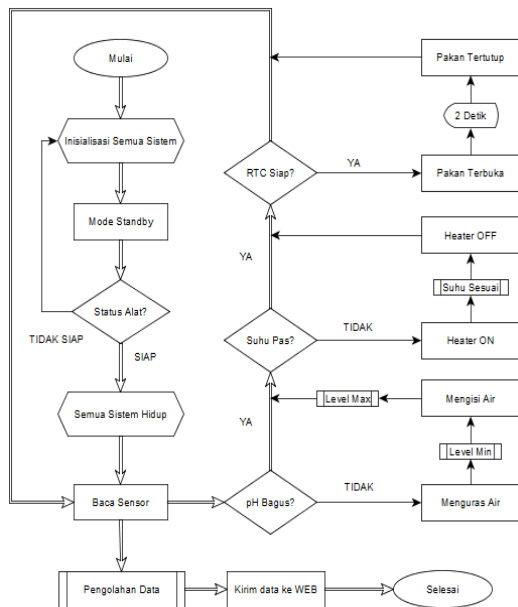 Mulai
Inisialisasi Semua Sistem
Mode Standby
Status Alat?
TIDAK SIAP
SIAP
Semua Sistem Hidup
Baca Sensor
Pengolahan Data
Kirim data ke WEB
Selesai
pH Bagus?
TIDAK
Menguras Air
Level Min
Mengisi Air
Level Max
YA
Suhu Pas?
TIDAK
Heater ON
Suhu Sesuai
Heater OFF
YA
RTC Siap?
YA
Pakan Terbuka
2 Detik
Pakan Tertutup